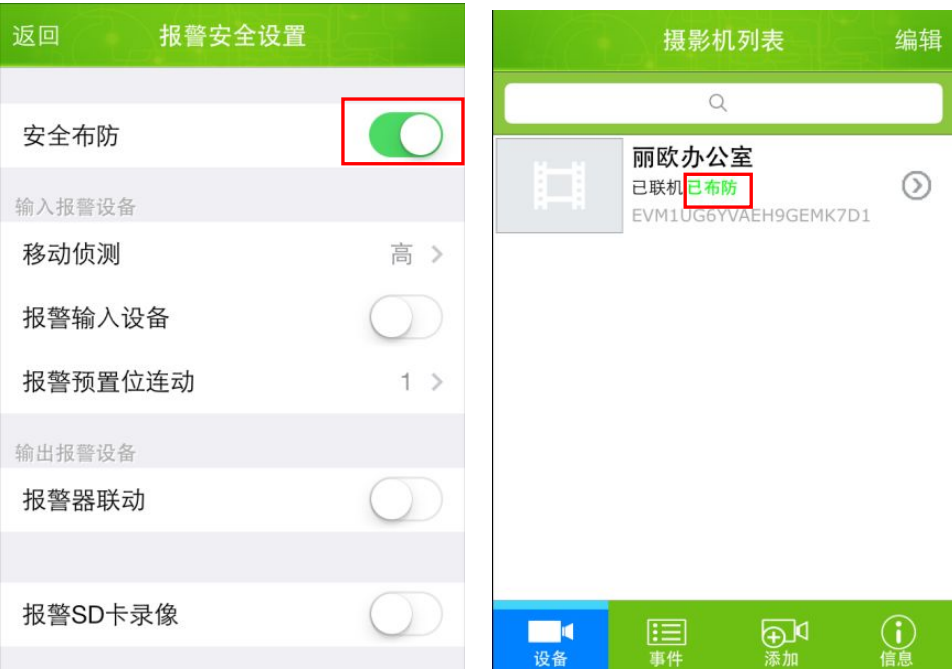 返回 报警安全设置
安全布防
输入报警设备
移动侦测 高
报警输入设备
报警预置位连动 1
输出报警设备
报警器联动
报警SD卡录像
摄影机列表 编辑
丽欧办公室
已联机 已布防
EVM1UG6YVAEH9GEMK7D1
设备 事件 添加 信息